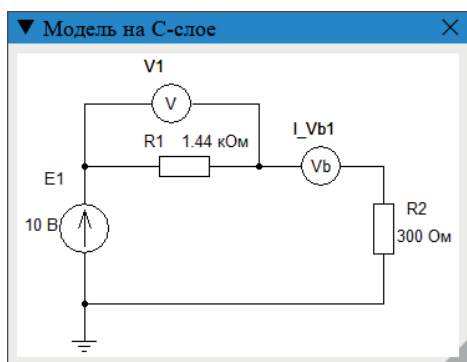 ▼ Модель на С-слое ×
V1
V
R1 1.44 кОм
I_Vb1
Vb
E1
10 В
R2
300 Ом